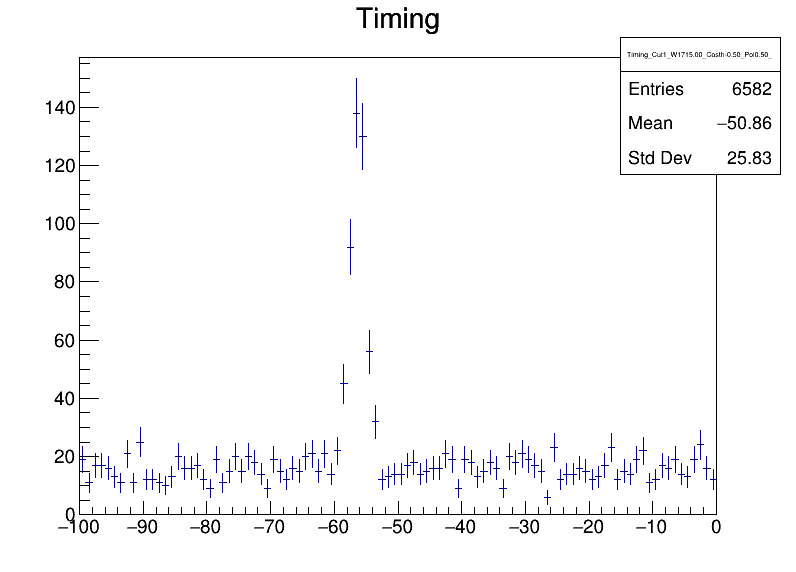 Timing
Timing_Cut1_W1715.00_Costh-0.50_Pol0.50_
Entries 6582
Mean −50.86
Std Dev 25.83
140
120
100
80
60
40
20
0
−100 −90 −80 −70 −60 −50 −40 −30 −20 −10 0